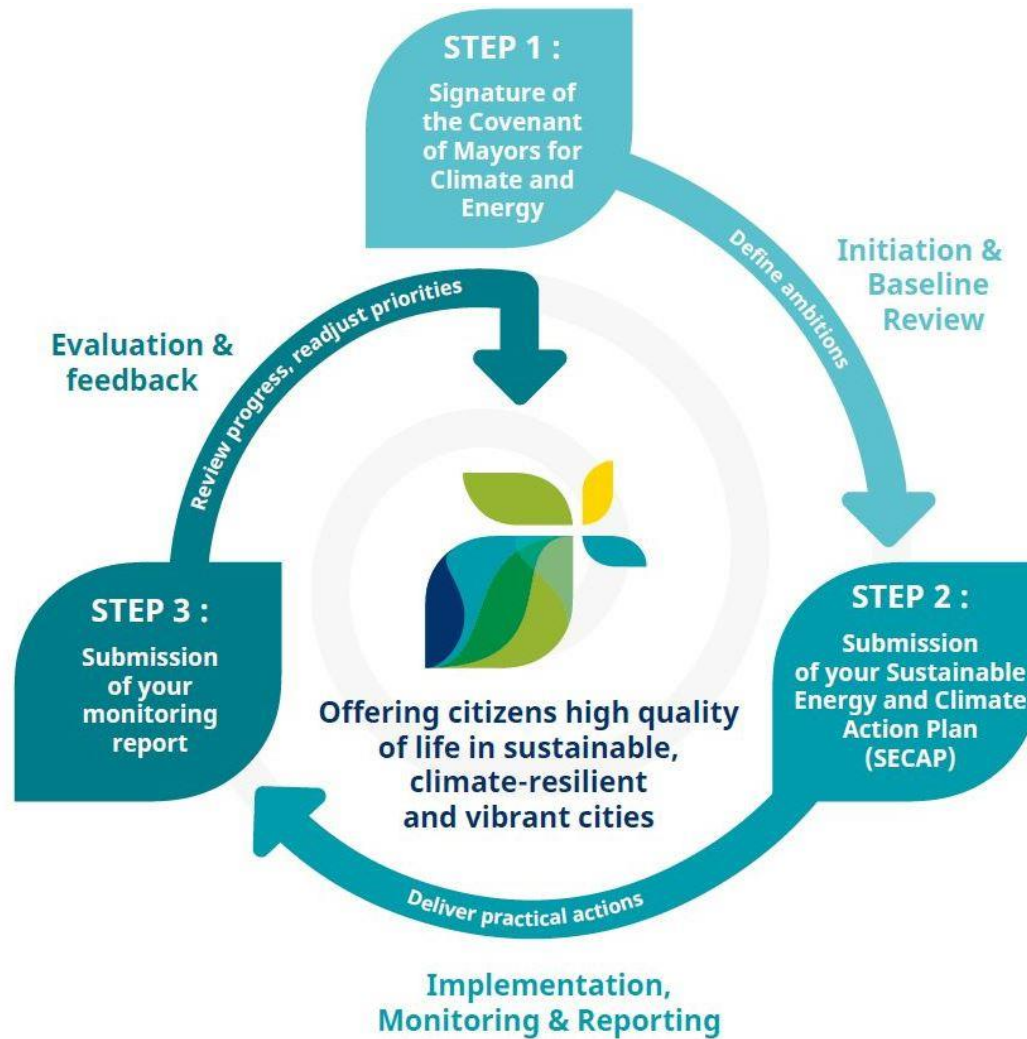 STEP 1 :
Signature of
the Covenant
of Mayors for
Climate and
Energy
Define ambitions
Initiation &
Baseline
Review
STEP 2 :
Submission
of your Sustainable
Energy and Climate
Action Plan
(SECAP)
Deliver practical actions
Implementation,
Monitoring & Reporting
STEP 3 :
Submission
of your
monitoring
report
Review progress, readjust priorities
Evaluation &
feedback
Offering citizens high quality
of life in sustainable,
climate-resilient
and vibrant cities